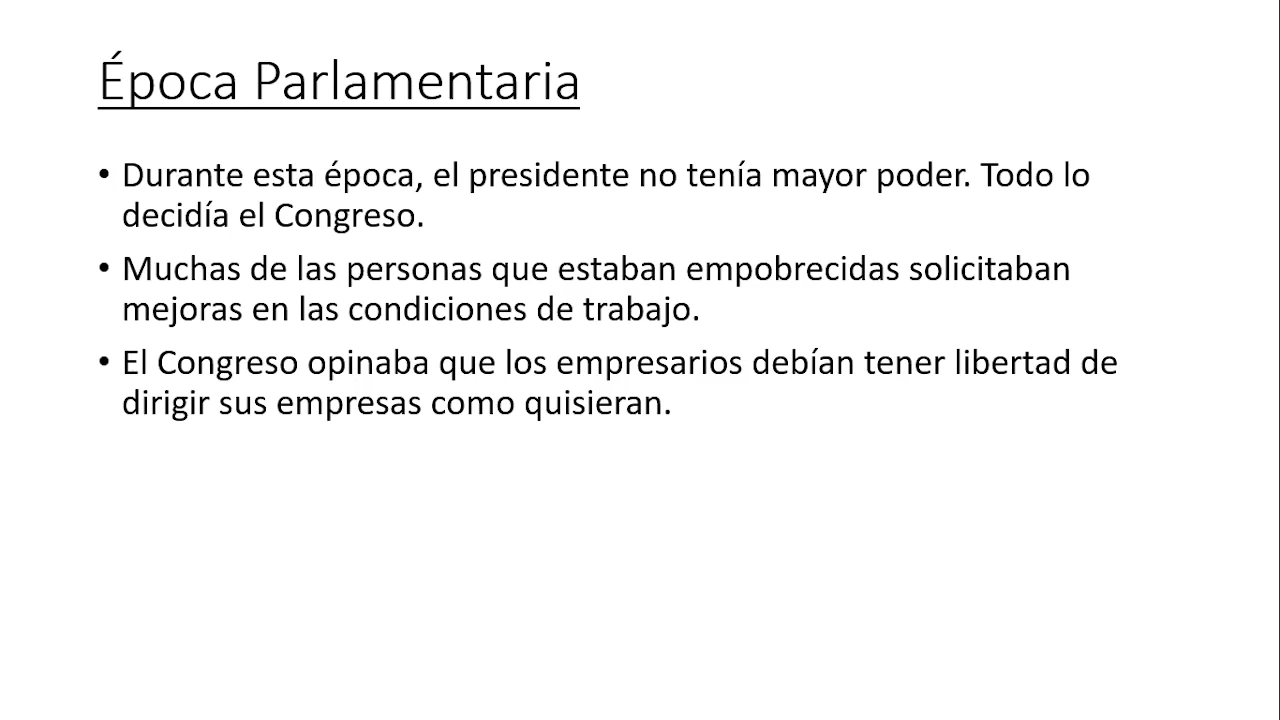 Época Parlamentaria
• Durante esta época, el presidente no tenía mayor poder. Todo lo
decidía el Congreso.
• Muchas de las personas que estaban empobrecidas solicitaban
mejoras en las condiciones de trabajo.
• El Congreso opinaba que los empresarios debían tener libertad de
dirigir sus empresas como quisieran.